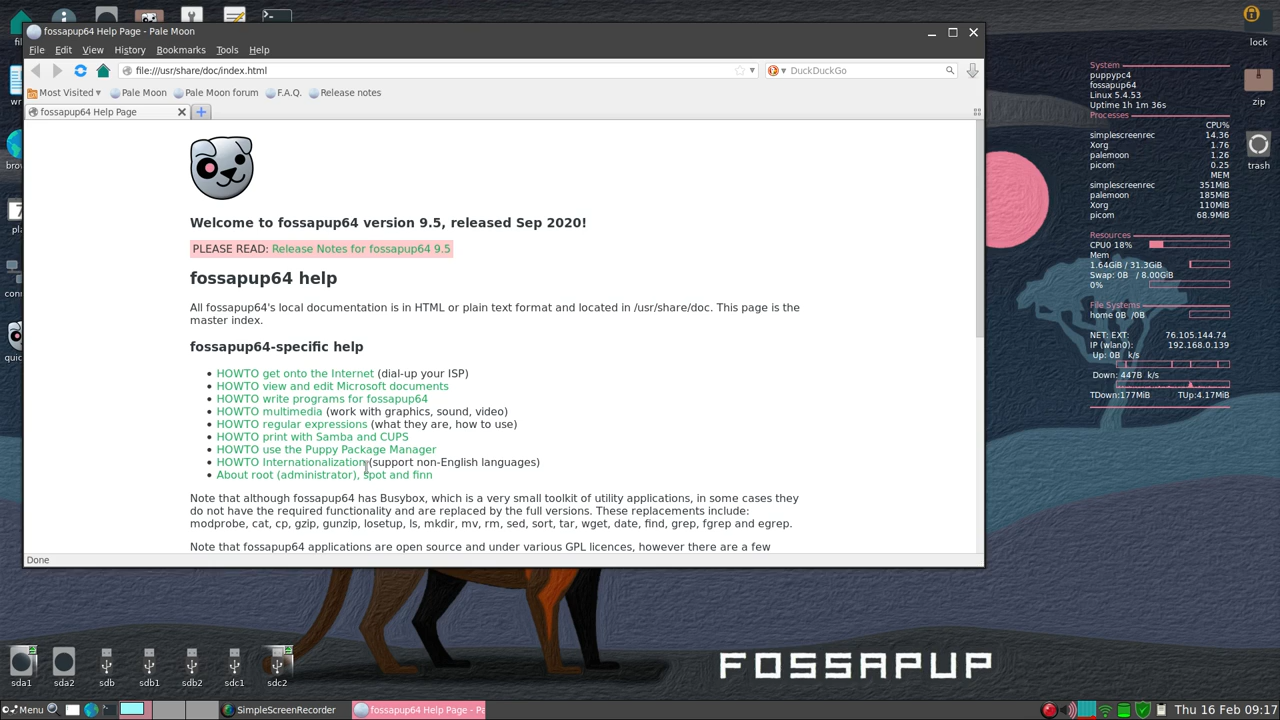 fossapup64 Help Page - Pale Moon
File Edit View History Bookmarks Tools Help
file:///usr/share/doc/index.html
DuckDuckGo
Most Visited Pale Moon Pale Moon forum F.A.Q. Release notes
fossapup64 Help Page
Welcome to fossapup64 version 9.5, released Sep 2020!
PLEASE READ: Release Notes for fossapup64 9.5
fossapup64 help
All fossapup64's local documentation is in HTML or plain text format and located in /usr/share/doc. This page is the
master index.
fossapup64-specific help
HOWTO get onto the Internet (dial-up your ISP)
HOWTO view and edit Microsoft documents
HOWTO write programs for fossapup64
HOWTO multimedia (work with graphics, sound, video)
HOWTO regular expressions (what they are, how to use)
HOWTO print with Samba and CUPS
HOWTO use the Puppy Package Manager
HOWTO Internationalization (support non-English languages)
About root (administrator), spot and finn
Note that although fossapup64 has Busybox, which is a very small toolkit of utility applications, in some cases they
do not have the required functionality and are replaced by the full versions. These replacements include:
modprobe, cat, cp, gzip, gunzip, losetup, ls, mkdir, mv, rm, sed, sort, tar, wget, date, find, grep, fgrep and egrep.
Note that fossapup64 applications are open source and under various GPL licences, however there are a few
Done
lock
zip
trash
System
puppypc4
fossapup64
Linux 5.4.53
Uptime 1h 1m 36s
Processes
CPU%
simplescreenrec 14.36
Xorg 1.76
palemoon 1.26
picom 0.25
MEM
simplescreenrec 351MiB
palemoon 185MiB
Xorg 110MiB
picom 68.9MiB
Resources
CPU0 18%
Mem
1.64GiB / 31.3GiB
Swap: 0B / 8.00GiB
0%
File Systems
home 0B /0B
NET: EXT: 76.105.144.74
IP (wlan0): 192.168.0.139
Up: 0B k/s
Down: 447B k/s
TDown:177MiB TUp:4.17MiB
sda1 sda2 sdb sdb1 sdb2 sdc1 sdc2
FOSSAPUP
Menu
SimpleScreenRecorder
fossapup64 Help Page - Pa
Thu 16 Feb 09:17